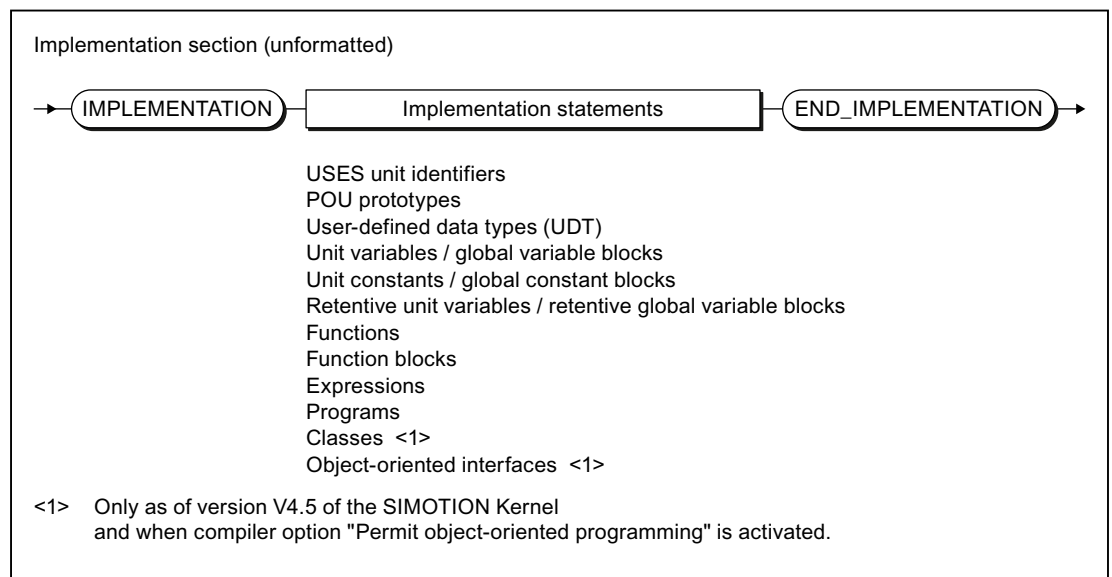 Implementation section (unformatted)
IMPLEMENTATION
Implementation statements
END_IMPLEMENTATION
USES unit identifiers
POU prototypes
User-defined data types (UDT)
Unit variables / global variable blocks
Unit constants / global constant blocks
Retentive unit variables / retentive global variable blocks
Functions
Function blocks
Expressions
Programs
Classes <1>
Object-oriented interfaces <1>
<1> Only as of version V4.5 of the SIMOTION Kernel
and when compiler option "Permit object-oriented programming" is activated.